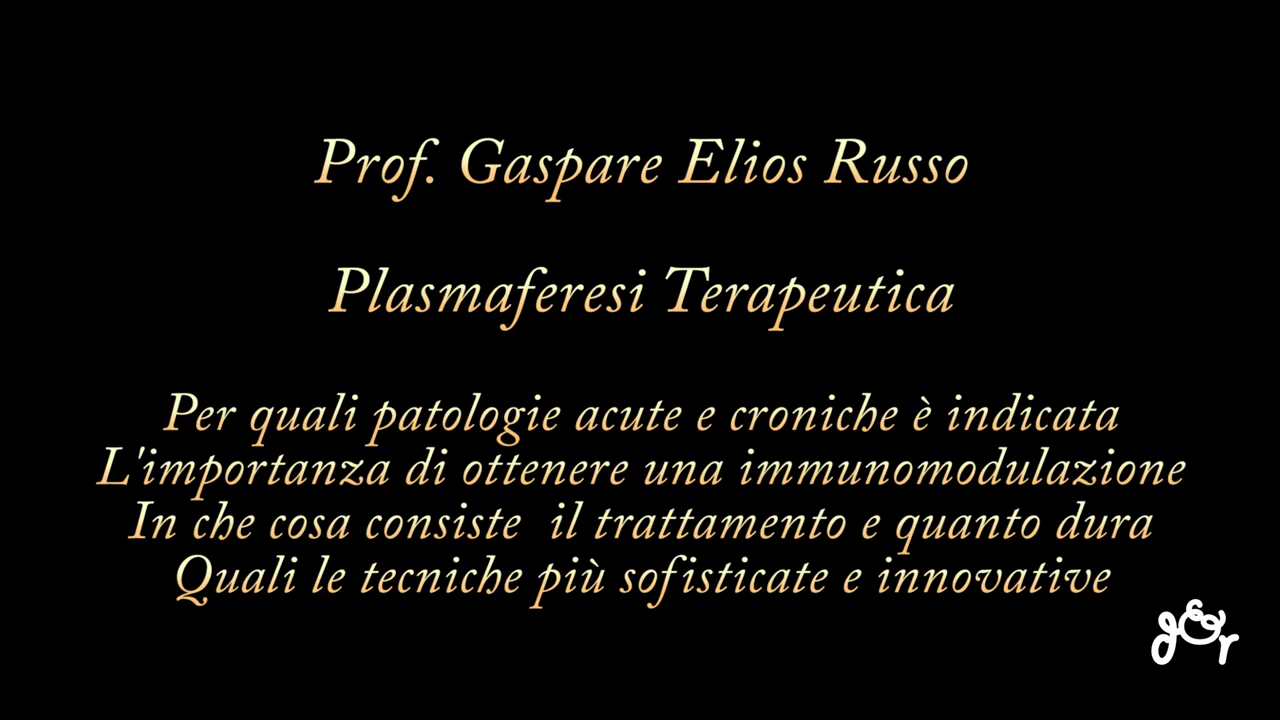 Prof. Gaspare Elios Russo
Plasmaferesi Terapeutica
Per quali patologie acute e croniche è indicata
L'importanza di ottenere una immunomodulazione
In che cosa consiste  il trattamento e quanto dura
Quali le tecniche più sofisticate e innovative
g&r